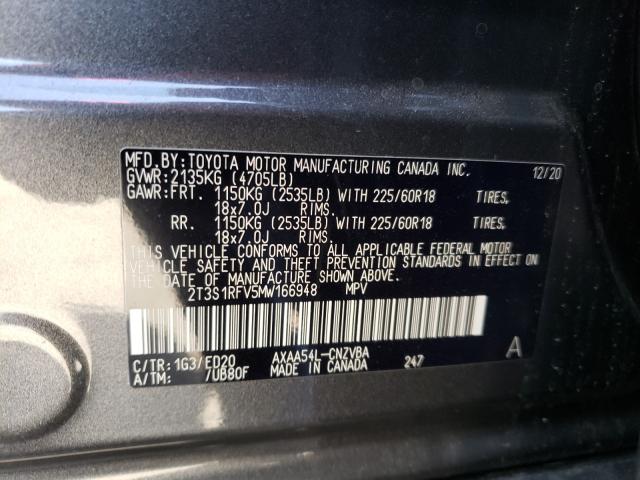 MFD.BY:TOYOTA MOTOR MANUFACTURING CANADA INC. 12/20
GVWR:2135KG (4705LB)
GAWR:FRT. 1150KG (2535LB) WITH 225/60R18 TIRES.
18x7.0J RIMS.
RR. 1150KG (2535LB) WITH 225/60R18 TIRES.
18x7.0J RIMS.
THIS VEHICLE CONFORMS TO ALL APPLICABLE FEDERAL MOTOR
VEHICLE SAFETY AND THEFT PREVENTION STANDARDS IN EFFECT ON
THE DATE OF MANUFACTURE SHOWN ABOVE.
2T3S1RFV5MW166948 MPV
C/TR:1G3/ED20 AXAA54L-CNZVBA 247 A
A/TM: /UB80F MADE IN CANADA